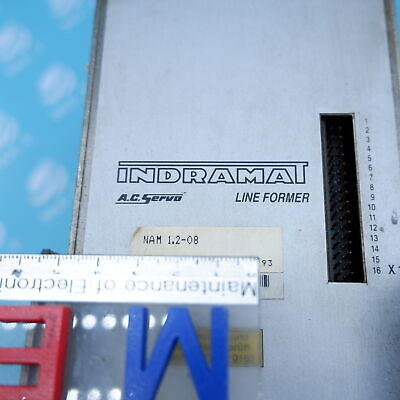 INDRAMAT
A.C. Servo
LINE FORMER
NAM 1.2-08
93
Maintenance of Electronic
1
2
3
4
5
6
7
8
9
10
11
12
13
14
15
16 X